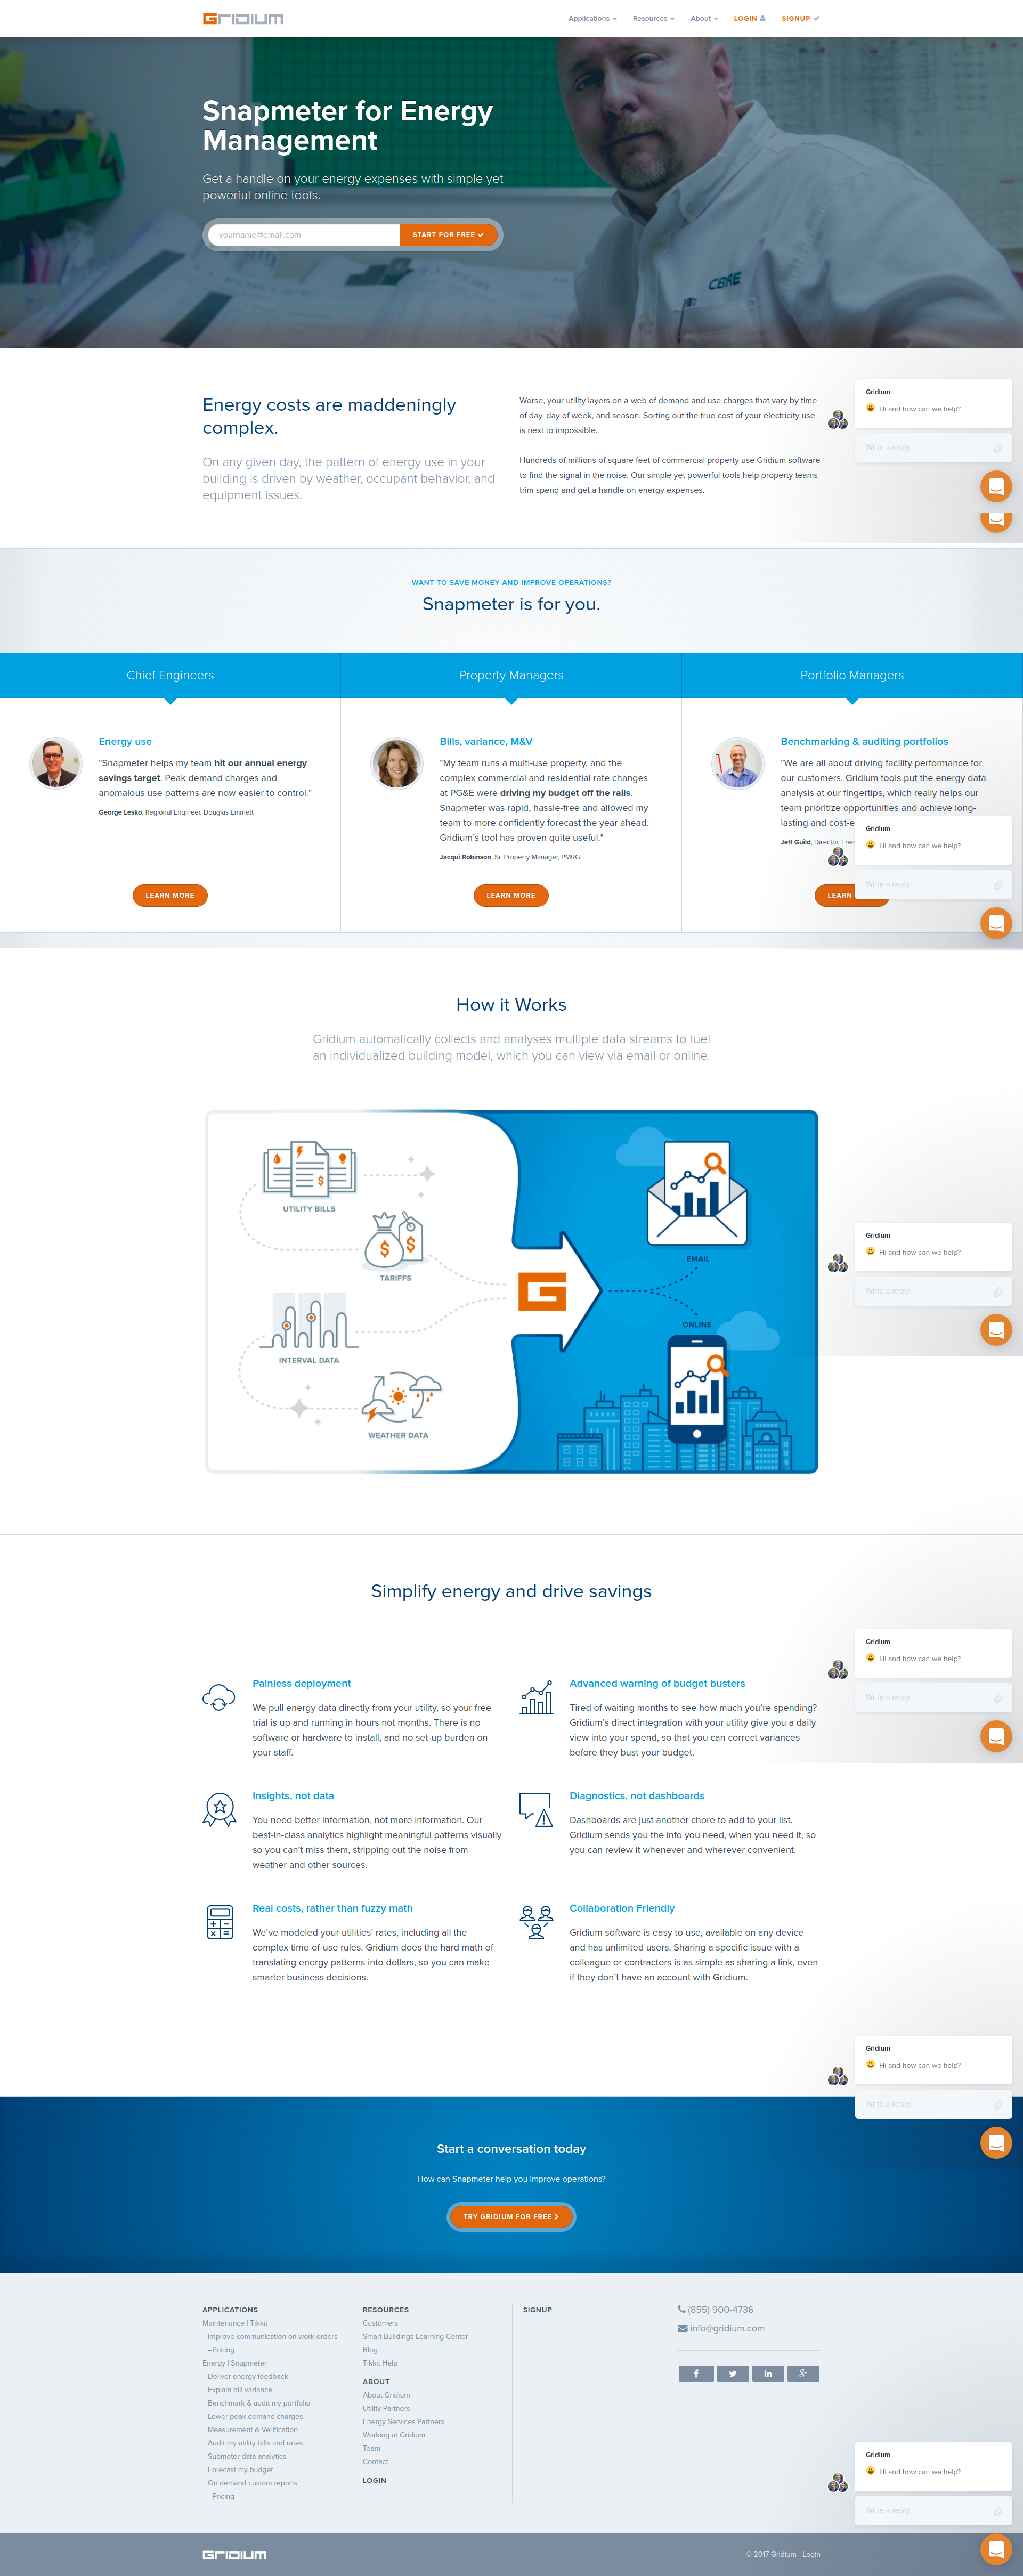 GRIDIUM
Applications
Resources
About
LOGIN
SIGNUP
Snapmeter for Energy
Management
Get a handle on your energy expenses with simple yet
powerful online tools.
yourname@email.com
START FOR FREE
CBRE
Energy costs are maddeningly
complex.
On any given day, the pattern of energy use in your
building is driven by weather, occupant behavior, and
equipment issues.
Worse, your utility layers on a web of demand and use charges that vary by time
of day, day of week, and season. Sorting out the true cost of your electricity use
is next to impossible.
Hundreds of millions of square feet of commercial property use Gridium software
to find the signal in the noise. Our simple yet powerful tools help property teams
trim spend and get a handle on energy expenses.
Gridium
Hi and how can we help?
Write a reply...
WANT TO SAVE MONEY AND IMPROVE OPERATIONS?
Snapmeter is for you.
Chief Engineers
Energy use
"Snapmeter helps my team hit our annual energy
savings target. Peak demand charges and
anomalous use patterns are now easier to control."
George Lesko, Regional Engineer, Douglas Emmett
LEARN MORE
Property Managers
Bills, variance, M&V
"My team runs a multi-use property, and the
complex commercial and residential rate changes
at PG&E were driving my budget off the rails.
Snapmeter was rapid, hassle-free and allowed my
team to more confidently forecast the year ahead.
Gridium's tool has proven quite useful."
Jacqui Robinson, Sr. Property Manager, PMRG
LEARN MORE
Portfolio Managers
Benchmarking & auditing portfolios
"We are all about driving facility performance for
our customers. Gridium tools put the energy data
analysis at our fingertips, which really helps our
team prioritize opportunities and achieve long-
lasting and cost-e
Jeff Guild, Director, Ener
LEARN
Gridium
Hi and how can we help?
Write a reply...
How it Works
Gridium automatically collects and analyses multiple data streams to fuel
an individualized building model, which you can view via email or online.
UTILITY BILLS
TARIFFS
INTERVAL DATA
WEATHER DATA
G
EMAIL
ONLINE
Gridium
Hi and how can we help?
Write a reply...
Simplify energy and drive savings
Gridium
Hi and how can we help?
Write a reply...
Painless deployment
We pull energy data directly from your utility, so your free
trial is up and running in hours not months. There is no
software or hardware to install, and no set-up burden on
your staff.
Advanced warning of budget busters
Tired of waiting months to see how much you're spending?
Gridium's direct integration with your utility give you a daily
view into your spend, so that you can correct variances
before they bust your budget.
Insights, not data
You need better information, not more information. Our
best-in-class analytics highlight meaningful patterns visually
so you can't miss them, stripping out the noise from
weather and other sources.
Diagnostics, not dashboards
Dashboards are just another chore to add to your list.
Gridium sends you the info you need, when you need it, so
you can review it whenever and wherever convenient.
Real costs, rather than fuzzy math
We've modeled your utilities' rates, including all the
complex time-of-use rules. Gridium does the hard math of
translating energy patterns into dollars, so you can make
smarter business decisions.
Collaboration Friendly
Gridium software is easy to use, available on any device
and has unlimited users. Sharing a specific issue with a
colleague or contractors is as simple as sharing a link, even
if they don't have an account with Gridium.
Gridium
Hi and how can we help?
Write a reply...
Start a conversation today
How can Snapmeter help you improve operations?
TRY GRIDIUM FOR FREE
APPLICATIONS
Maintenance | Tikkit
Improve communication on work orders
–Pricing
Energy | Snapmeter
Deliver energy feedback
Explain bill variance
Benchmark & audit my portfolio
Lower peak demand charges
Measurement & Verification
Audit my utility bills and rates
Submeter data analytics
Forecast my budget
On demand custom reports
–Pricing
RESOURCES
Customers
Smart Buildings Learning Center
Blog
Tikkit Help
ABOUT
About Gridium
Utility Partners
Energy Services Partners
Working at Gridium
Team
Contact
LOGIN
SIGNUP
(855) 900-4736
info@gridium.com
Gridium
Hi and how can we help?
Write a reply...
GRIDIUM
© 2017 Gridium - Login